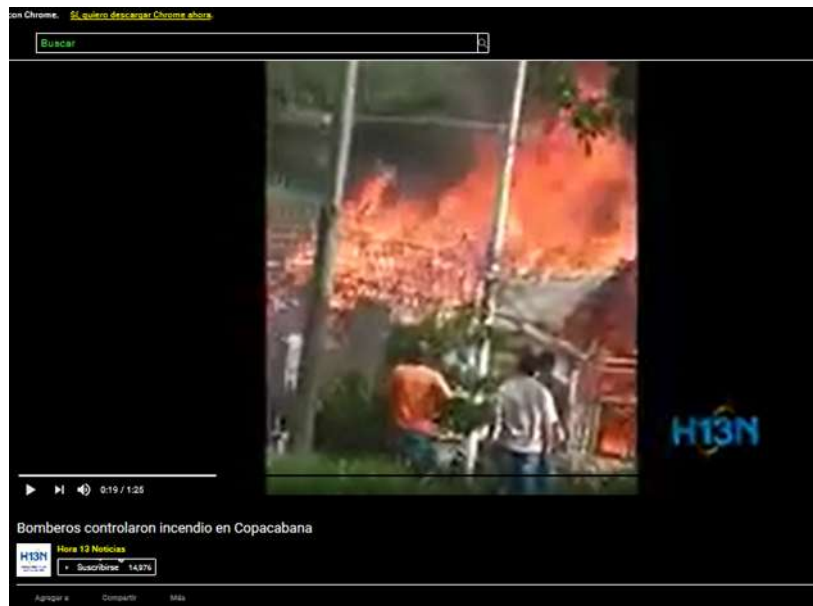 con Chrome. Sí, quiero descargar Chrome ahora.
Buscar
H13N
0:19 / 1:25
Bomberos controlaron incendio en Copacabana
H13N
Hora 13 Noticias
Suscribirse 14,976
Agregar a Compartir Más